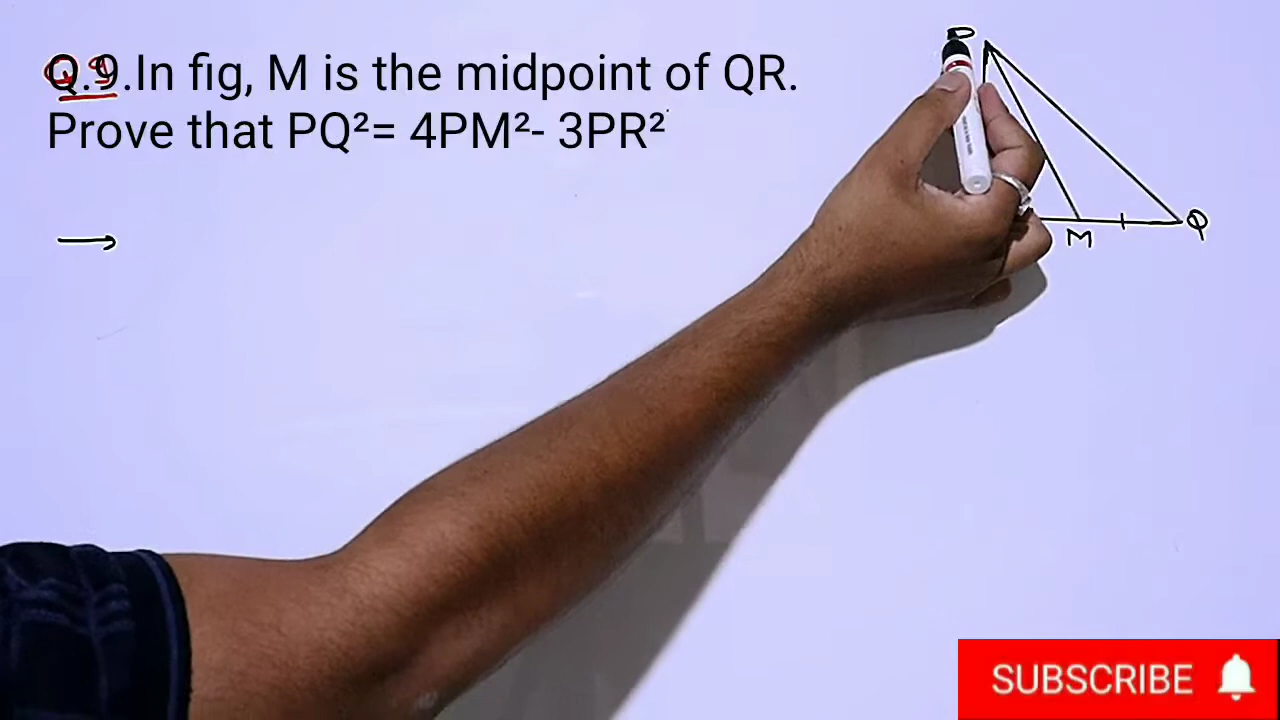 Q.9.In fig, M is the midpoint of QR.
Prove that PQ²= 4PM²- 3PR²
P
M
Q
SUBSCRIBE